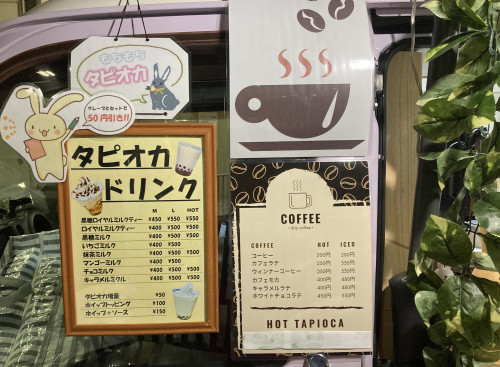 もちもち
タピオカ
クレープとセットで
50円引き!!
タピオカ
ドリンク
M L HOT
黒糖ロイヤルミルクティー ¥450 ¥550 ¥550
ロイヤルミルクティー ¥400 ¥500 ¥500
黒糖ミルク ¥400 ¥500 ¥500
いちごミルク ¥400 ¥500
抹茶ミルク ¥400 ¥500 ¥500
マンゴーミルク ¥400 ¥500
チョコミルク ¥400 ¥500 ¥500
キャラメルミルク ¥400 ¥500 ¥500
タピオカ増量 ¥50
ホイップトッピング ¥100
ホイップ+ソース ¥150
COFFEE
- drip coffee -
COFFEE HOT ICED
コーヒー
カフェラテ
ウィンナーコーヒー
カフェモカ
キャラメルラテ
ホワイトチョコラテ
HOT TAPIOCA